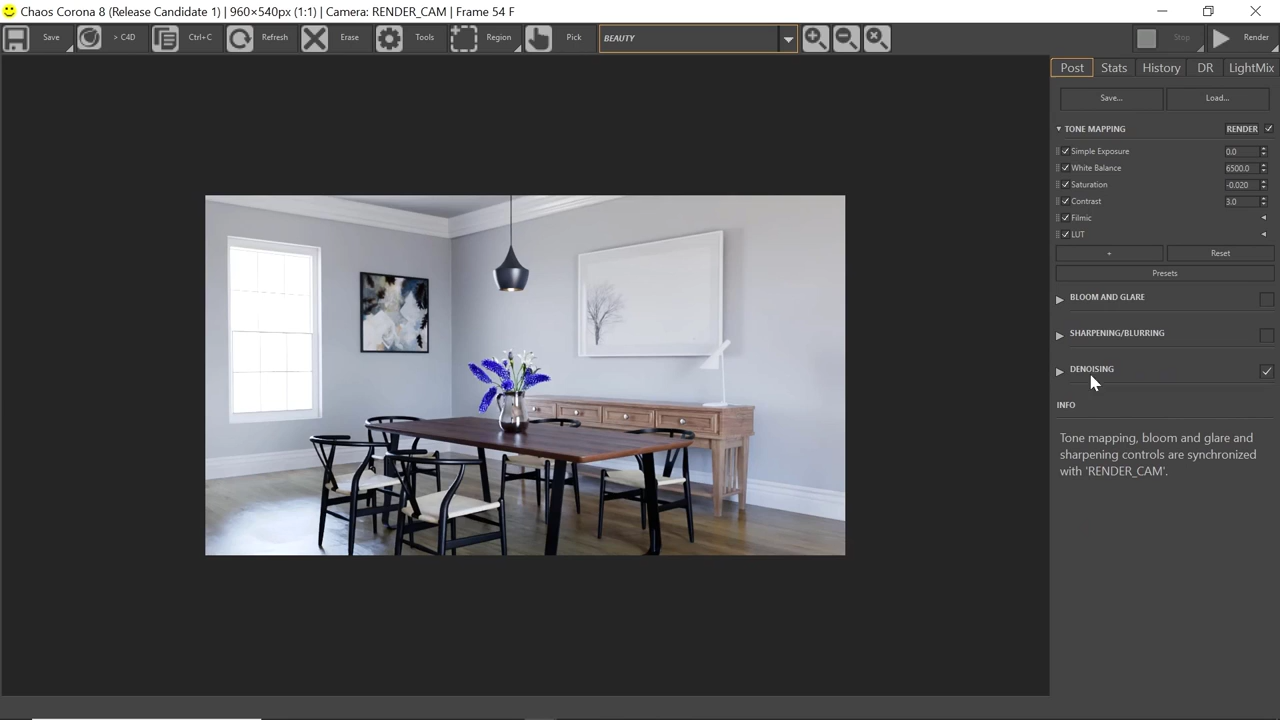 Chaos Corona 8 (Release Candidate 1) | 960×540px (1:1) | Camera: RENDER_CAM | Frame 54 F
Save > C4D Ctrl+C Refresh Erase Tools Region Pick BEAUTY Stop Render
Post Stats History DR LightMix
Save... Load...
TONE MAPPING RENDER
Simple Exposure 0.0
White Balance 6500.0
Saturation -0.020
Contrast 3.0
Filmic
LUT
+ Reset
Presets
BLOOM AND GLARE
SHARPENING/BLURRING
DENOISING
INFO
Tone mapping, bloom and glare and
sharpening controls are synchronized
with 'RENDER_CAM'.